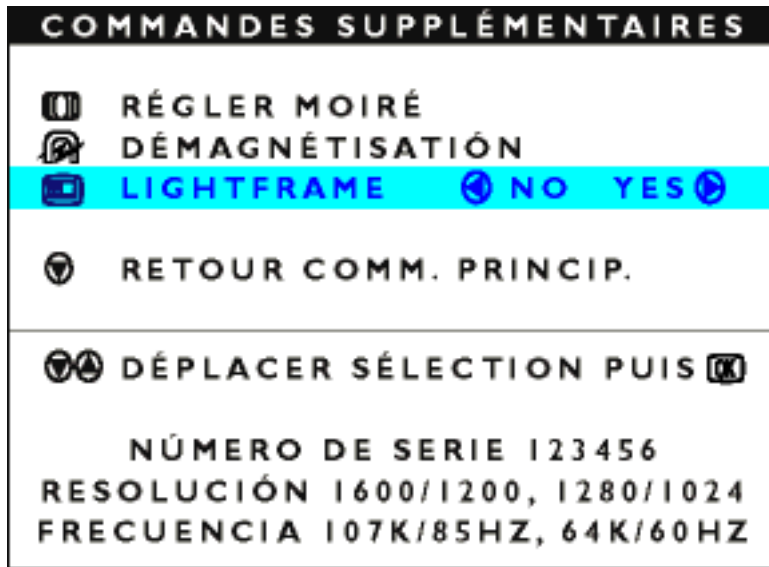 COMMANDES SUPPLÉMENTAIRES
RÉGLER MOIRÉ
DÉMAGNÉTISATIÓN
LIGHTFRAME NO YES
RETOUR COMM. PRINCIP.
DÉPLACER SÉLECTION PUIS OK
NÚMERO DE SERIE 123456
RESOLUCIÓN 1600/1200, 1280/1024
FRECUENCIA 107K/85HZ, 64K/60HZ